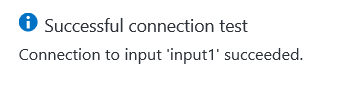 Successful connection test
Connection to input 'input1' succeeded.